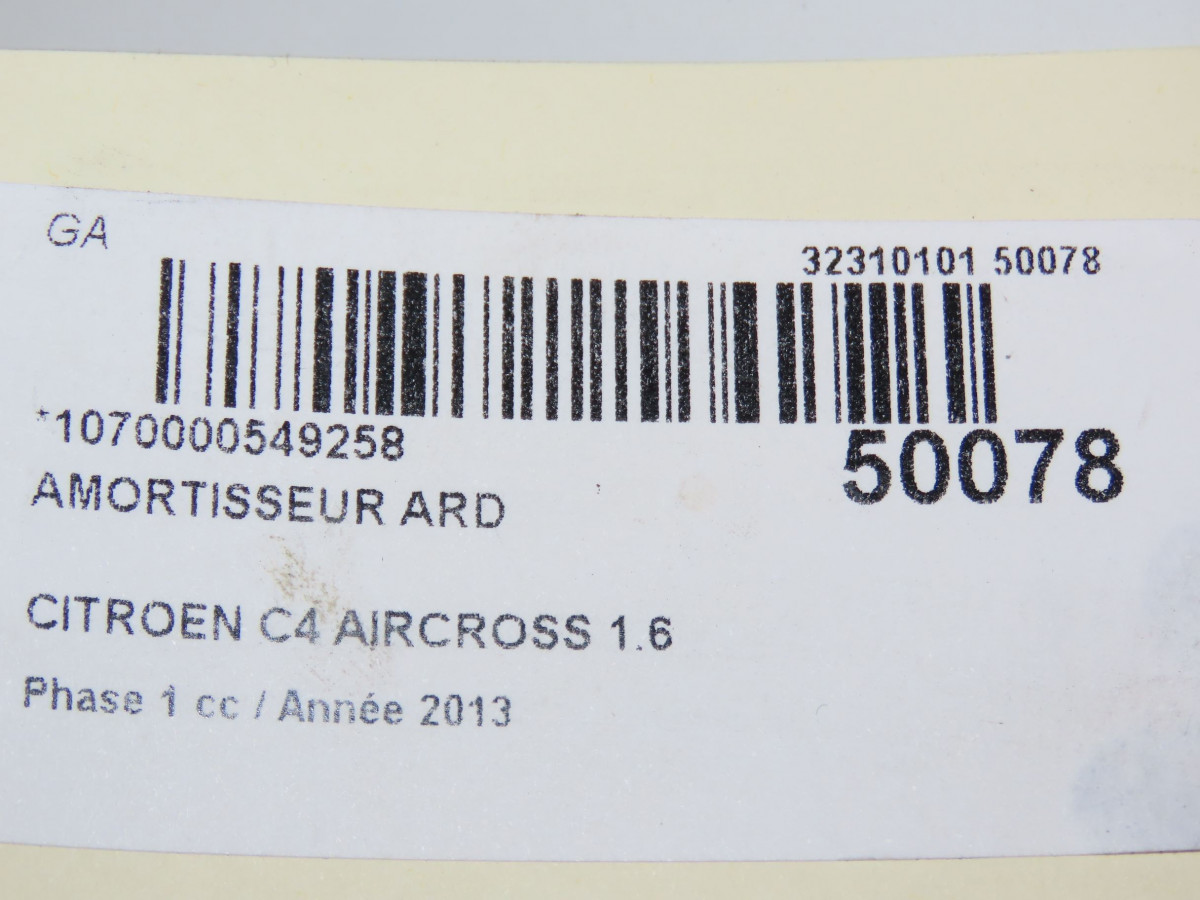 GA
32310101 50078
*1070000549258
50078
AMORTISSEUR ARD
CITROEN C4 AIRCROSS 1.6
Phase 1 cc / Année 2013